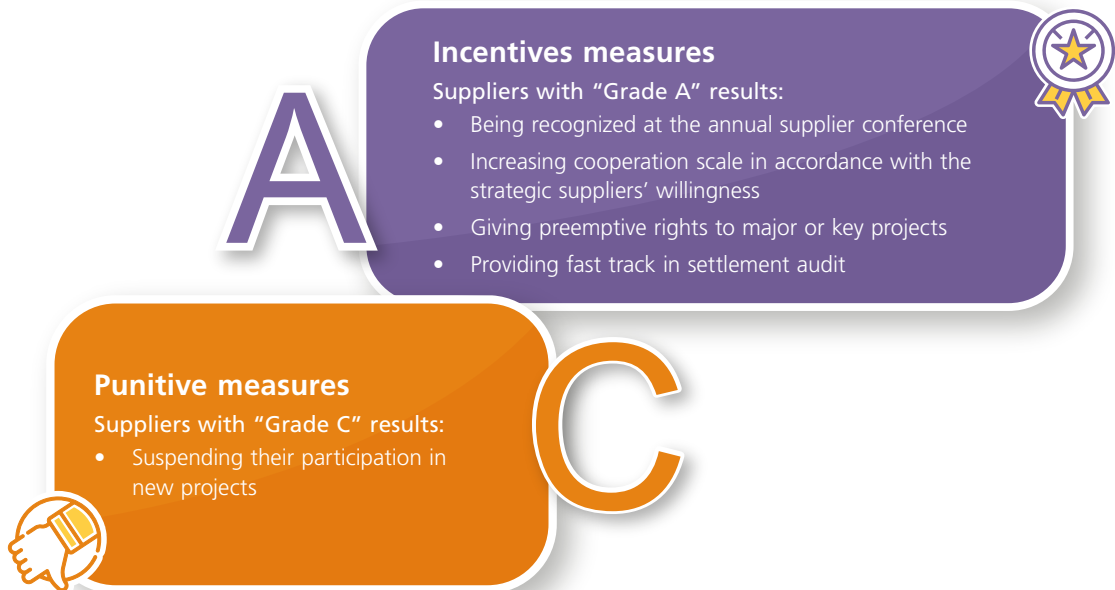 A
Incentives measures
Suppliers with “Grade A” results:
• Being recognized at the annual supplier conference
• Increasing cooperation scale in accordance with the
strategic suppliers’ willingness
• Giving preemptive rights to major or key projects
• Providing fast track in settlement audit
C
Punitive measures
Suppliers with “Grade C” results:
• Suspending their participation in
new projects